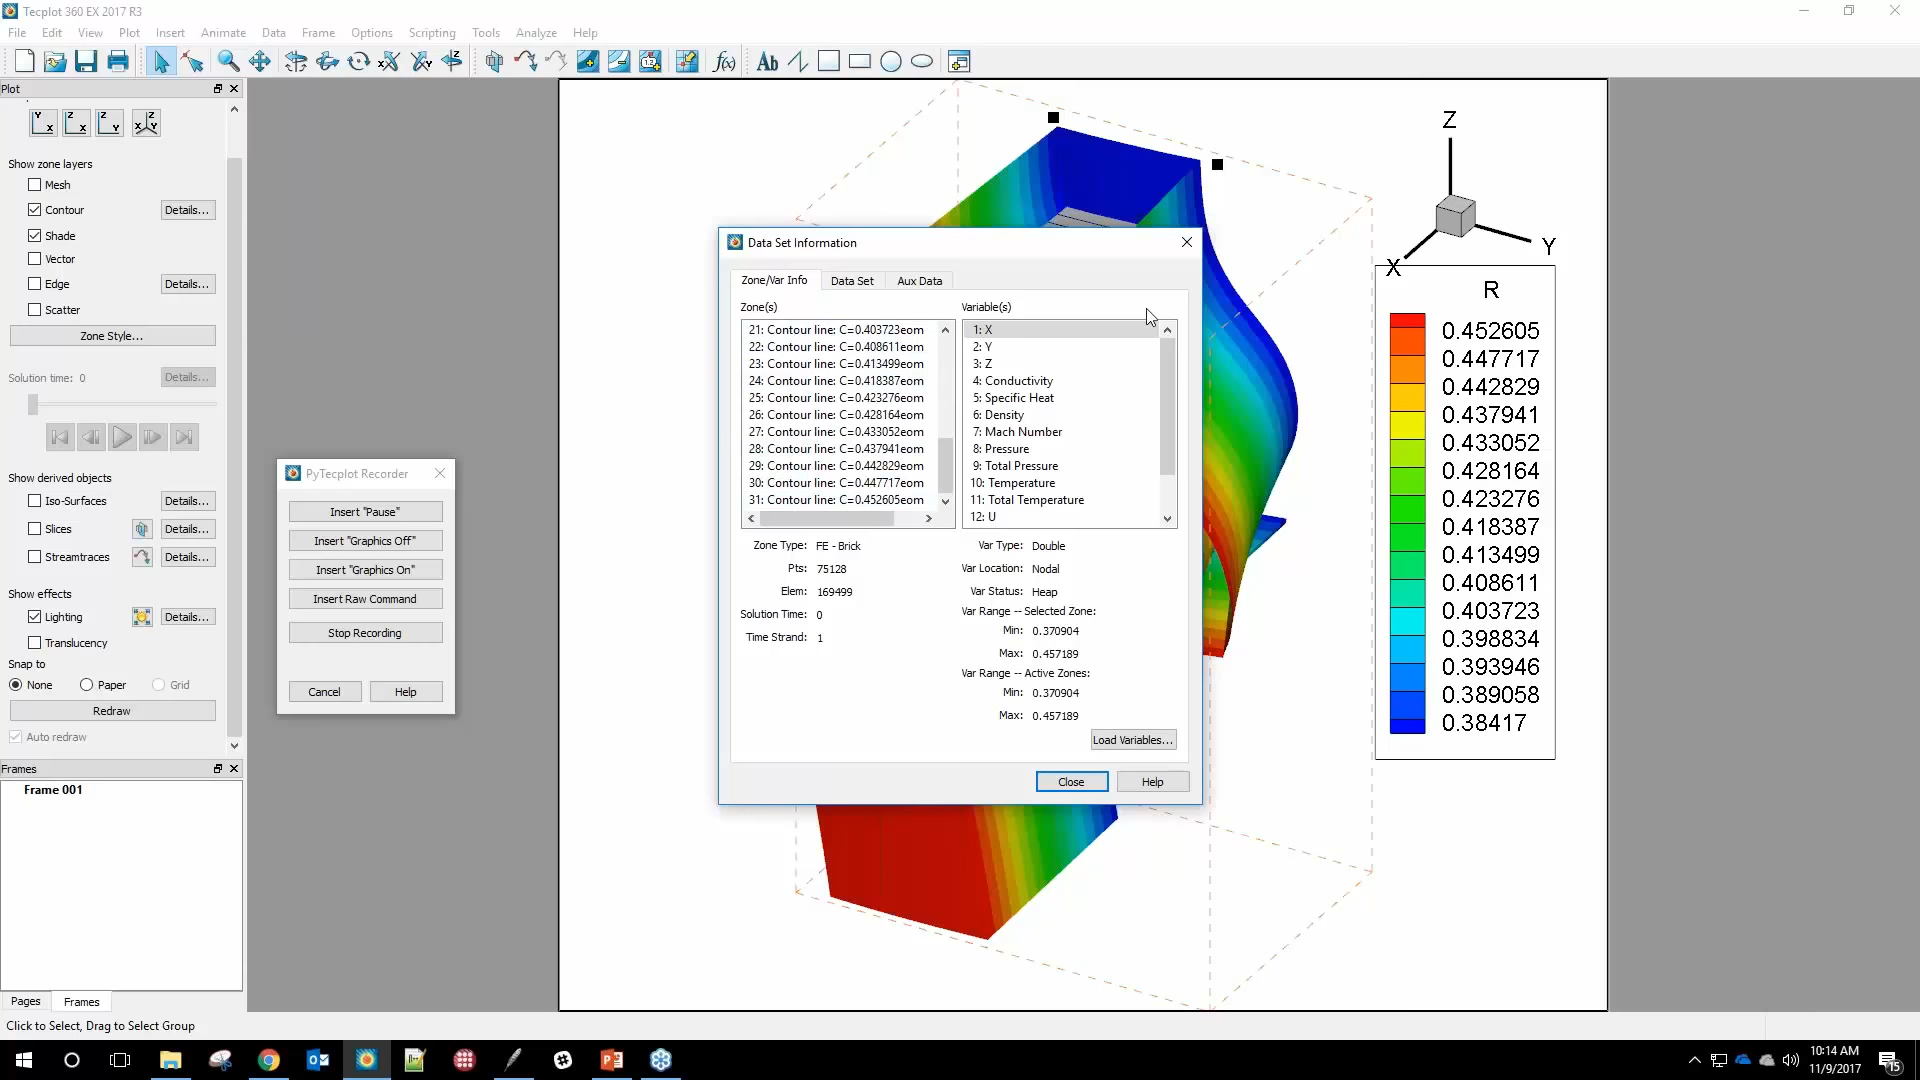 Tecplot 360 EX 2017 R3
File Edit View Plot Insert Animate Data Frame Options Scripting Tools Analyze Help
Plot
Show zone layers
Mesh
Contour Details...
Shade
Vector
Edge Details...
Scatter
Zone Style...
Solution time: 0 Details...
Show derived objects
Iso-Surfaces Details...
Slices Details...
Streamtraces Details...
Show effects
Lighting Details...
Translucency
Snap to
None Paper Grid
Redraw
Auto redraw
Frames
Frame 001
Pages Frames
Click to Select, Drag to Select Group
PyTecplot Recorder
Insert "Pause"
Insert "Graphics Off"
Insert "Graphics On"
Insert Raw Command
Stop Recording
Cancel Help
Data Set Information
Zone/Var Info Data Set Aux Data
Zone(s)
21: Contour line: C=0.403723eom
22: Contour line: C=0.408611eom
23: Contour line: C=0.413499eom
24: Contour line: C=0.418387eom
25: Contour line: C=0.423276eom
26: Contour line: C=0.428164eom
27: Contour line: C=0.433052eom
28: Contour line: C=0.437941eom
29: Contour line: C=0.442829eom
30: Contour line: C=0.447717eom
31: Contour line: C=0.452605eom
Variable(s)
1: X
2: Y
3: Z
4: Conductivity
5: Specific Heat
6: Density
7: Mach Number
8: Pressure
9: Total Pressure
10: Temperature
11: Total Temperature
12: U
Zone Type: FE - Brick
Pts: 75128
Elem: 169499
Solution Time: 0
Time Strand: 1
Var Type: Double
Var Location: Nodal
Var Status: Heap
Var Range -- Selected Zone:
Min: 0.370904
Max: 0.457189
Var Range -- Active Zones:
Min: 0.370904
Max: 0.457189
Load Variables...
Close Help
Z
Y
X
R
0.452605
0.447717
0.442829
0.437941
0.433052
0.428164
0.423276
0.418387
0.413499
0.408611
0.403723
0.398834
0.393946
0.389058
0.38417
10:14 AM
11/9/2017
15